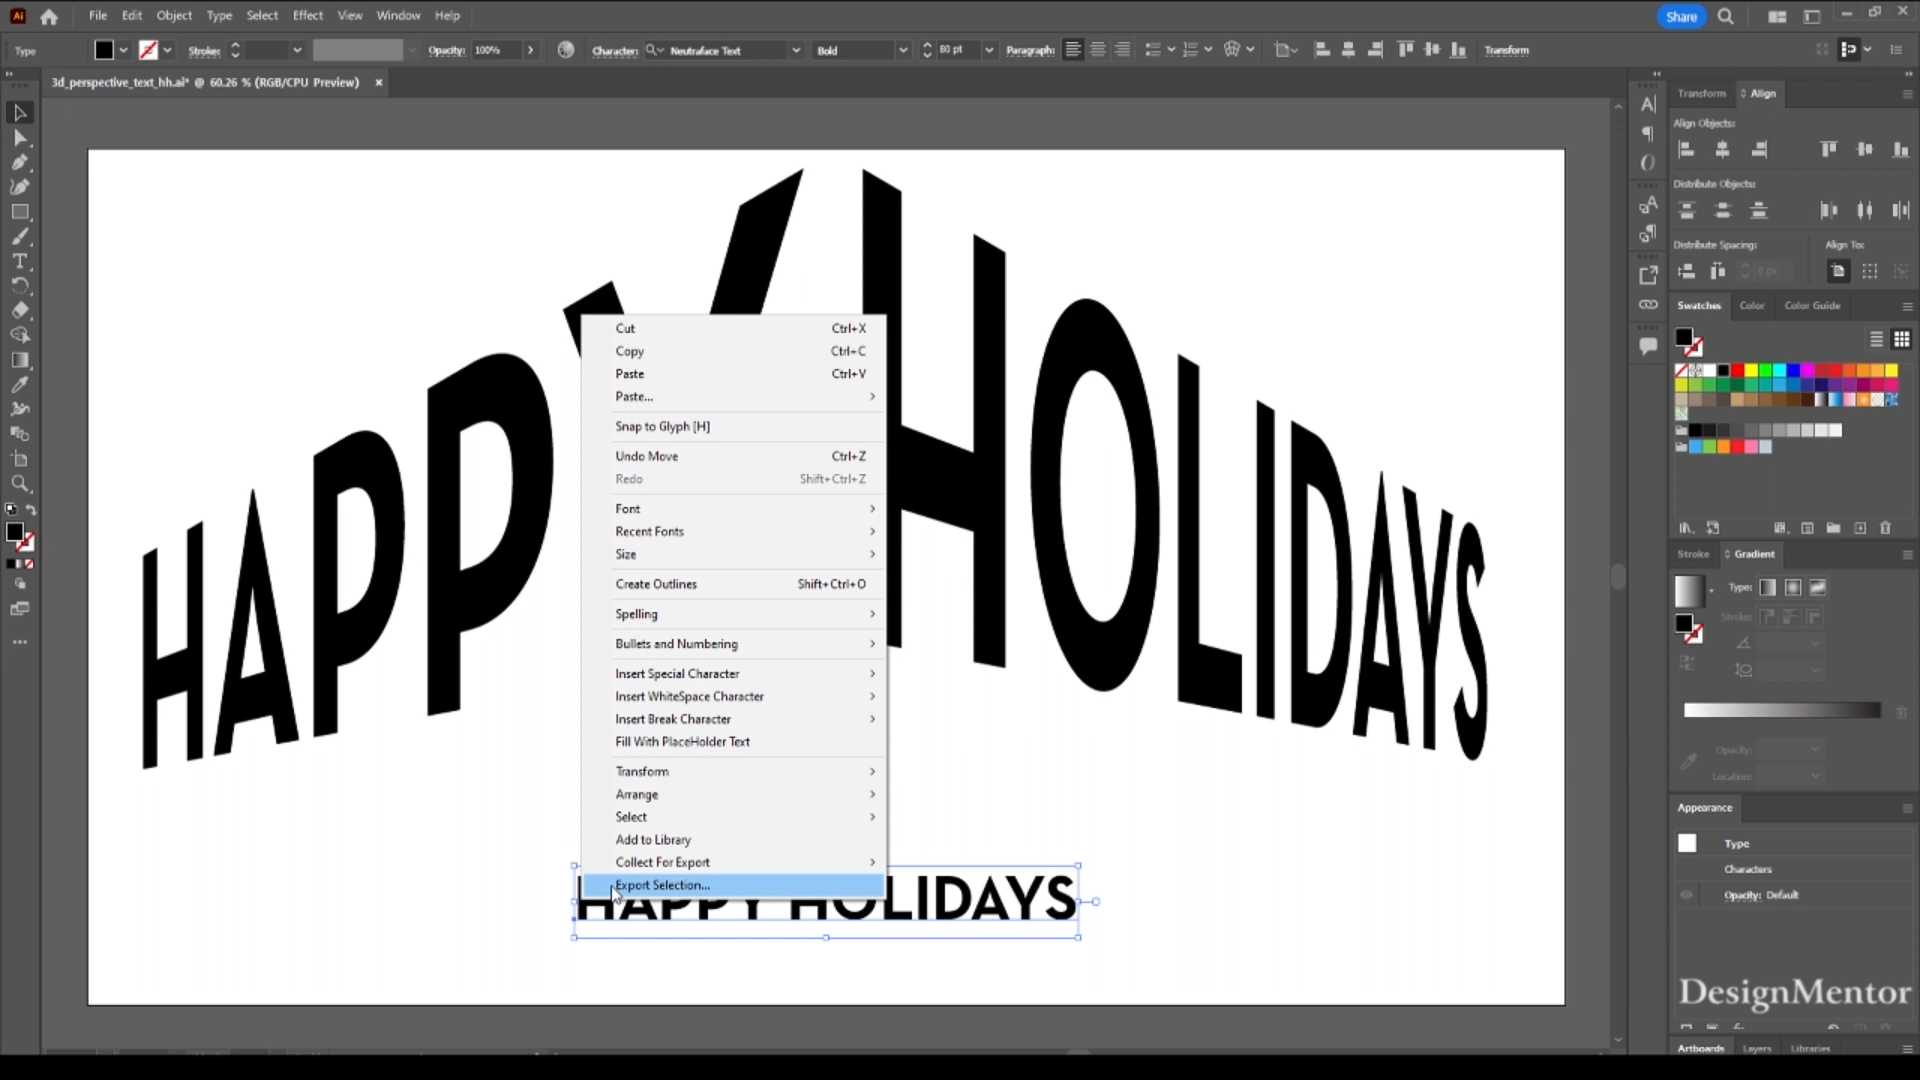 Ai File Edit Object Type Select Effect View Window Help Share
Type Strokes: Opacity: 100% Character: Neutraface Text Bold 80 pt Paragraph: Transform
3d_perspective_text_hh.ai* @ 60.26 % (RGB/CPU Preview)
Transform Align
Align Objects:
Distribute Objects:
Distribute Spacing: Align To:
0 px
Swatches Color Color Guide
HAPPY HOLIDAYS
Cut Ctrl+X
Copy Ctrl+C
Paste Ctrl+V
Paste...
Snap to Glyph [H]
Undo Move Ctrl+Z
Redo Shift+Ctrl+Z
Font
Recent Fonts
Size
Create Outlines Shift+Ctrl+O
Spelling
Bullets and Numbering
Insert Special Character
Insert WhiteSpace Character
Insert Break Character
Fill With PlaceHolder Text
Transform
Arrange
Select
Add to Library
Collect For Export
Export Selection...
HAPPY HOLIDAYS
Stroke Gradient
Type:
Stroke:
Opacity:
Location:
Appearance
Type
Characters
Opacity: Default
DesignMentor
Artboards Layers Libraries